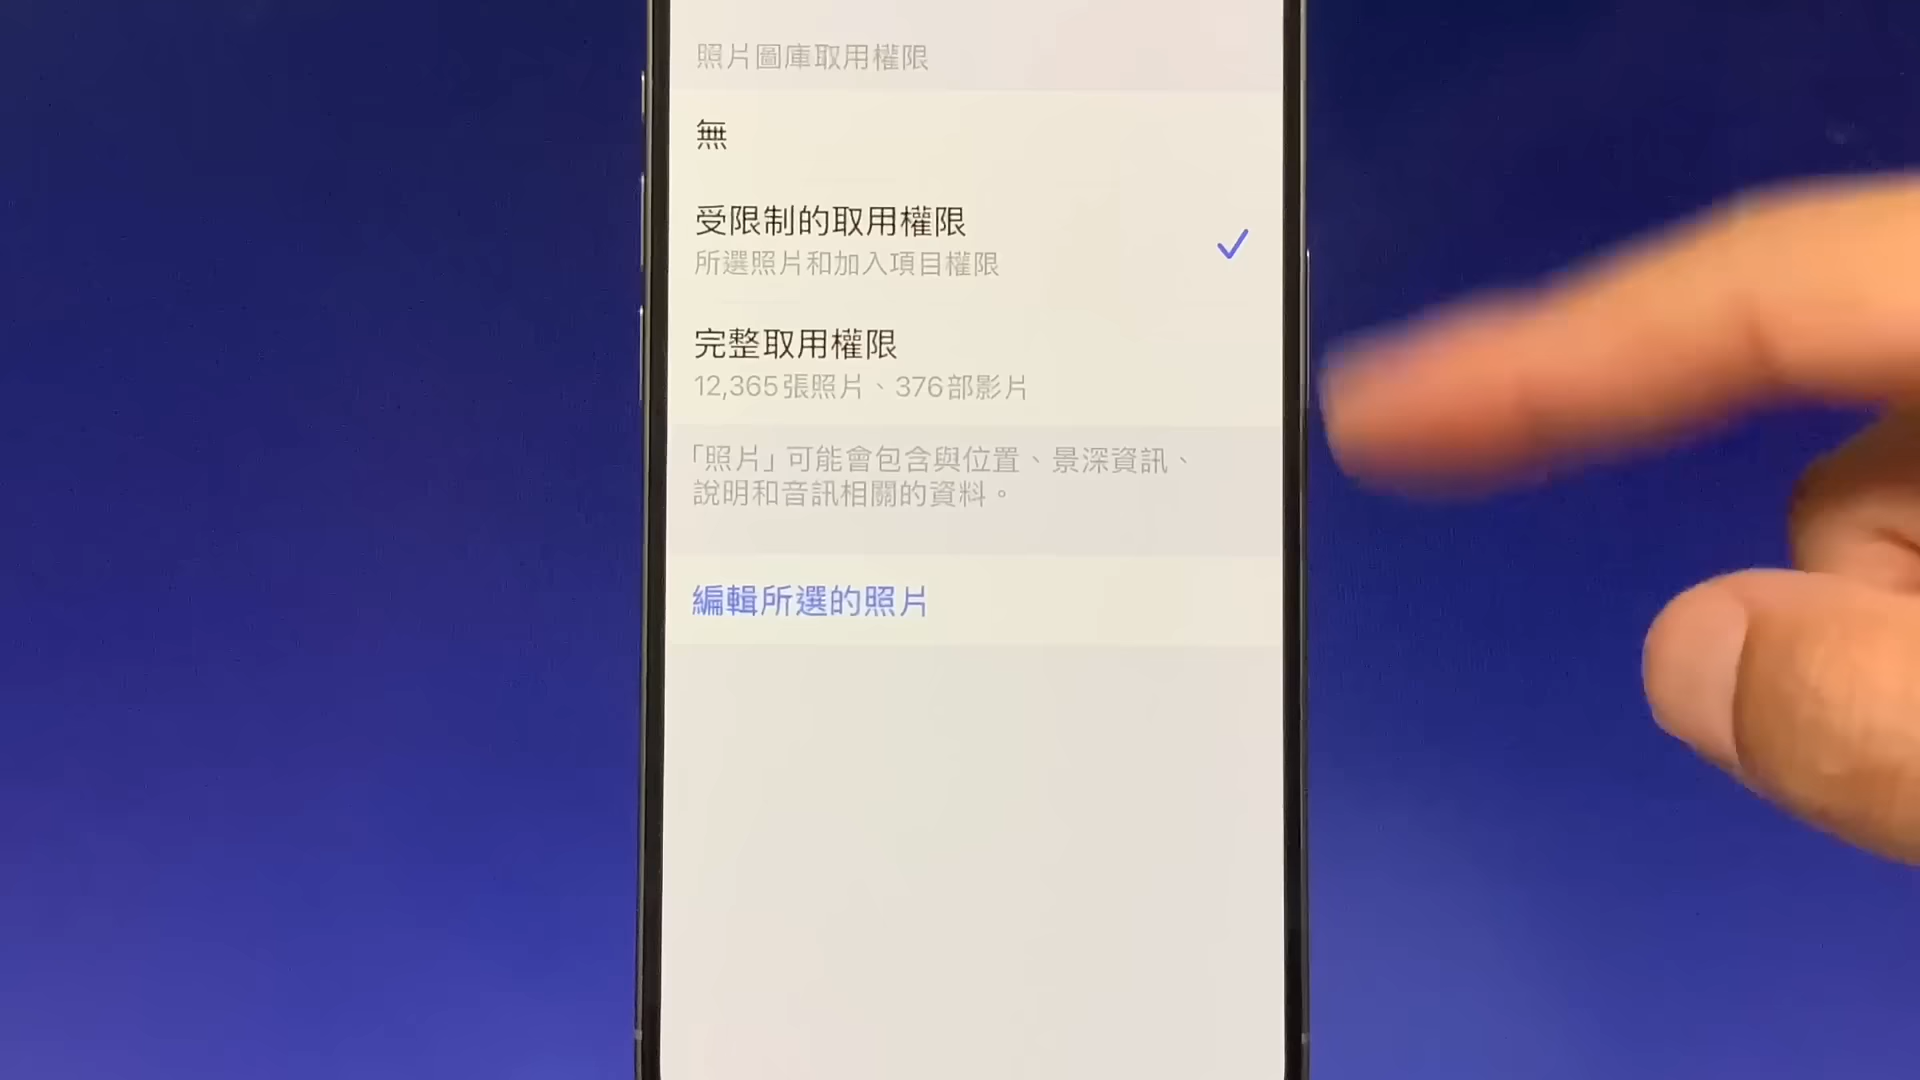 照片圖庫取用權限
無
受限制的取用權限
所選照片和加入項目權限
完整取用權限
12,365張照片、376部影片
「照片」可能會包含與位置、景深資訊、
說明和音訊相關的資料。
編輯所選的照片